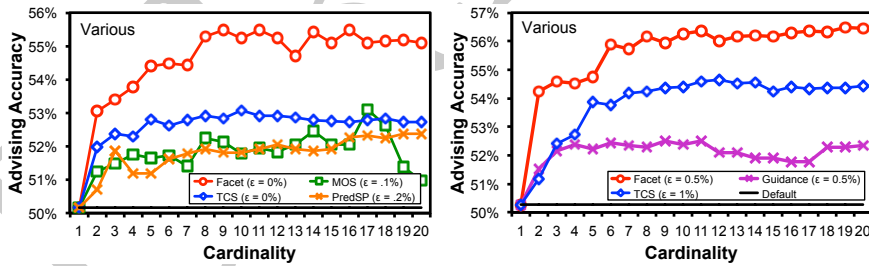 Various
Advising Accuracy
56%
55%
54%
53%
52%
51%
50%
Facet (ε = 0%)
MOS (ε = .1%)
TCS (ε = 0%)
PredSP (ε = .2%)
1 2 3 4 5 6 7 8 9 10 11 12 13 14 15 16 17 18 19 20
Cardinality
Various
Advising Accuracy
57%
56%
55%
54%
53%
52%
51%
50%
Facet (ε = 0.5%)
Guidance (ε = 0.5%)
TCS (ε = 1%)
Default
1 2 3 4 5 6 7 8 9 10 11 12 13 14 15 16 17 18 19 20
Cardinality